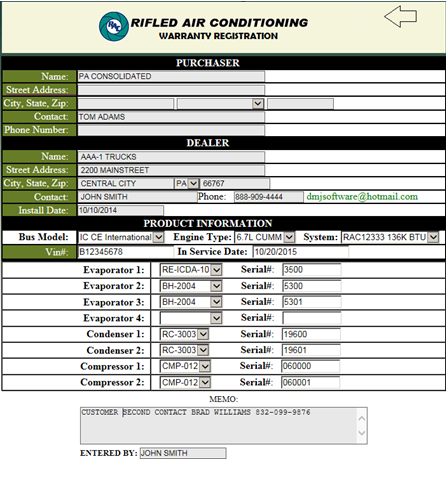 RAC RIFLED AIR CONDITIONING
WARRANTY REGISTRATION
PURCHASER
Name: PA CONSOLIDATED
Street Address:
City, State, Zip:
Contact: TOM ADAMS
Phone Number:
DEALER
Name: AAA-1 TRUCKS
Street Address: 2200 MAINSTREET
City, State, Zip: CENTRAL CITY PA 66767
Contact: JOHN SMITH Phone: 888-909-4444 dmjsoftware@hotmail.com
Install Date: 10/10/2014
PRODUCT INFORMATION
Bus Model: IC CE International Engine Type: 6.7L CUMM System: RAC12333 136K BTU
Vin#: B12345678 In Service Date: 10/20/2015
Evaporator 1: RE-ICDA-10 Serial#: 3500
Evaporator 2: BH-2004 Serial#: 5300
Evaporator 3: BH-2004 Serial#: 5301
Evaporator 4: Serial#:
Condenser 1: RC-3003 Serial#: 19600
Condenser 2: RC-3003 Serial#: 19601
Compressor 1: CMP-012 Serial#: 060000
Compressor 2: CMP-012 Serial#: 060001
MEMO:
CUSTOMER SECOND CONTACT BRAD WILLIAMS 832-099-9876
ENTERED BY: JOHN SMITH